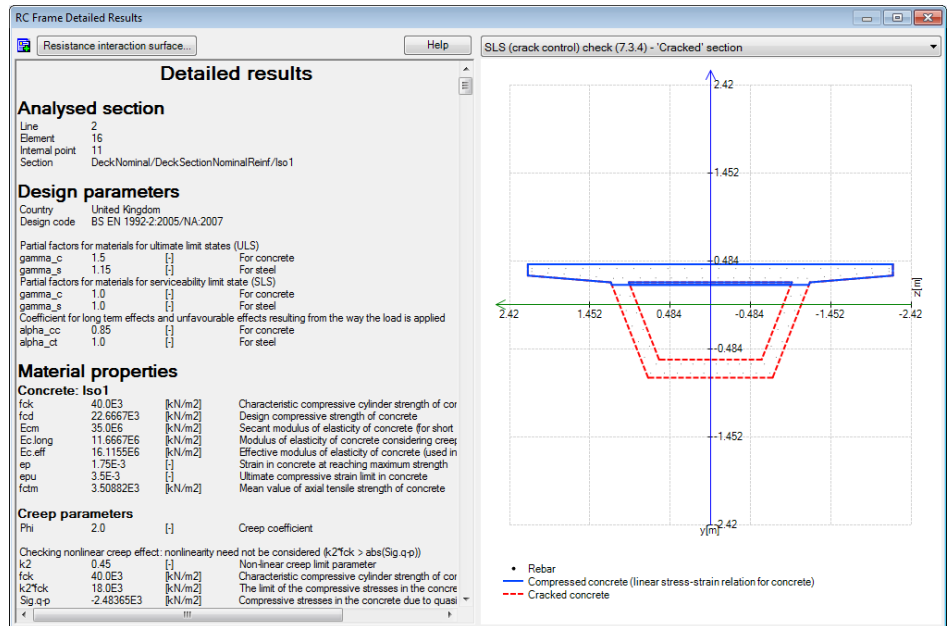 RC Frame Detailed Results
Resistance interaction surface...
Help
Detailed results
Analysed section
Line 2
Element 16
Internal point 11
Section DeckNominal/DeckSectionNominalReinf/Iso1
Design parameters
Country United Kingdom
Design code BS EN 1992-2:2005/NA:2007
Partial factors for materials for ultimate limit states (ULS)
gamma_c 1.5 [-] For concrete
gamma_s 1.15 [-] For steel
Partial factors for materials for serviceability limit state (SLS)
gamma_c 1.0 [-] For concrete
gamma_s 1.0 [-] For steel
Coefficient for long term effects and unfavourable effects resulting from the way the load is applied
alpha_cc 0.85 [-] For concrete
alpha_ct 1.0 [-] For steel
Material properties
Concrete: Iso1
fck 40.0E3 [kN/m2] Characteristic compressive cylinder strength of cor
fcd 22.6667E3 [kN/m2] Design compressive strength of concrete
Ecm 35.0E6 [kN/m2] Secant modulus of elasticity of concrete (for short
Ec.long 11.6667E6 [kN/m2] Modulus of elasticity of concrete considering creep
Ec.eff 16.1155E6 [kN/m2] Effective modulus of elasticity of concrete (used in
ep 1.75E-3 [-] Strain in concrete at reaching maximum strength
epu 3.5E-3 [-] Ultimate compressive strain limit in concrete
fctm 3.50882E3 [kN/m2] Mean value of axial tensile strength of concrete
Creep parameters
Phi 2.0 [-] Creep coefficient
Checking nonlinear creep effect: nonlinearity need not be considered (k2*fck > abs(Sig.q-p))
k2 0.45 [-] Non-linear creep limit parameter
fck 40.0E3 [kN/m2] Characteristic compressive cylinder strength of cor
k2*fck 18.0E3 [kN/m2] The limit of the compressive stresses in the concre
Sig.q-p -2.48365E3 [kN/m2] Compressive stresses in the concrete due to quasi
SLS (crack control) check (7.3.4) - 'Cracked' section
2.42
1.452
0.484
z[m]
2.42 1.452 0.484 -0.484 -1.452 -2.42
-0.484
-1.452
-2.42
y[m]
Rebar
Compressed concrete (linear stress-strain relation for concrete)
Cracked concrete